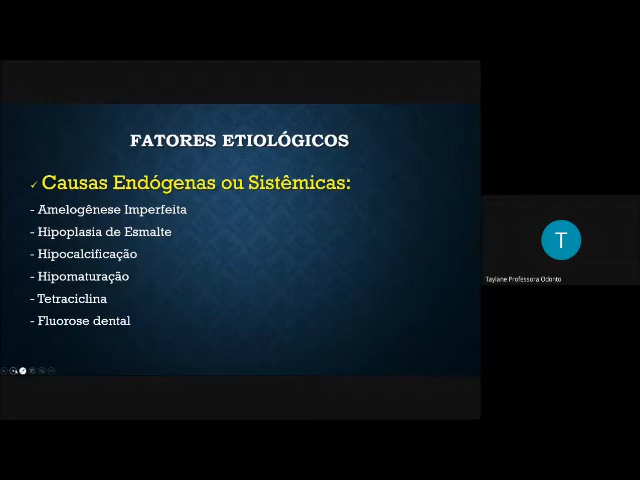 FATORES ETIOLÓGICOS
✓ Causas Endógenas ou Sistêmicas:
- Amelogênese Imperfeita
- Hipoplasia de Esmalte
- Hipocalcificação
- Hipomaturação
- Tetraciclina
- Fluorose dental
T
Taylane Professora Odonto